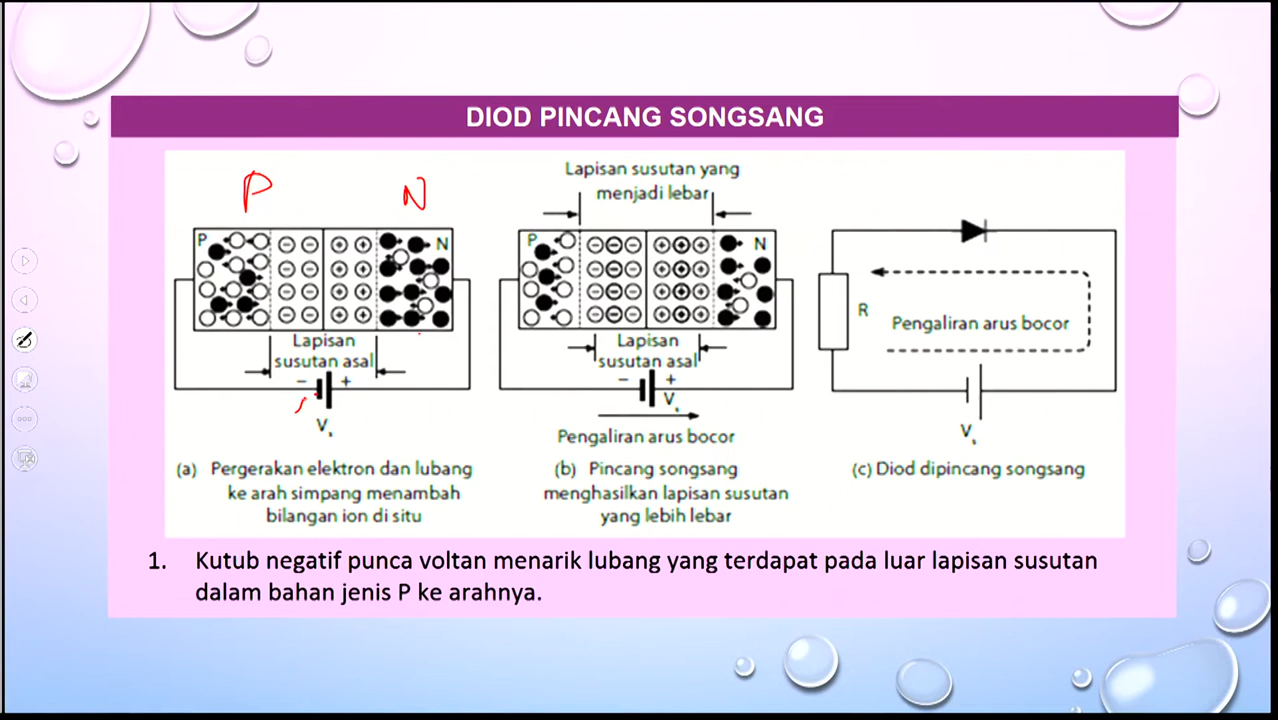 DIOD PINCANG SONGSANG
P N
P N
Lapisan
susutan asal
− +
Vs
(a) Pergerakan elektron dan lubang
ke arah simpang menambah
bilangan ion di situ
Lapisan susutan yang
menjadi lebar
P N
Lapisan
susutan asal
− +
Vs
Pengaliran arus bocor
(b) Pincang songsang
menghasilkan lapisan susutan
yang lebih lebar
R
Pengaliran arus bocor
Vs
(c) Diod dipincang songsang
1. Kutub negatif punca voltan menarik lubang yang terdapat pada luar lapisan susutan
dalam bahan jenis P ke arahnya.